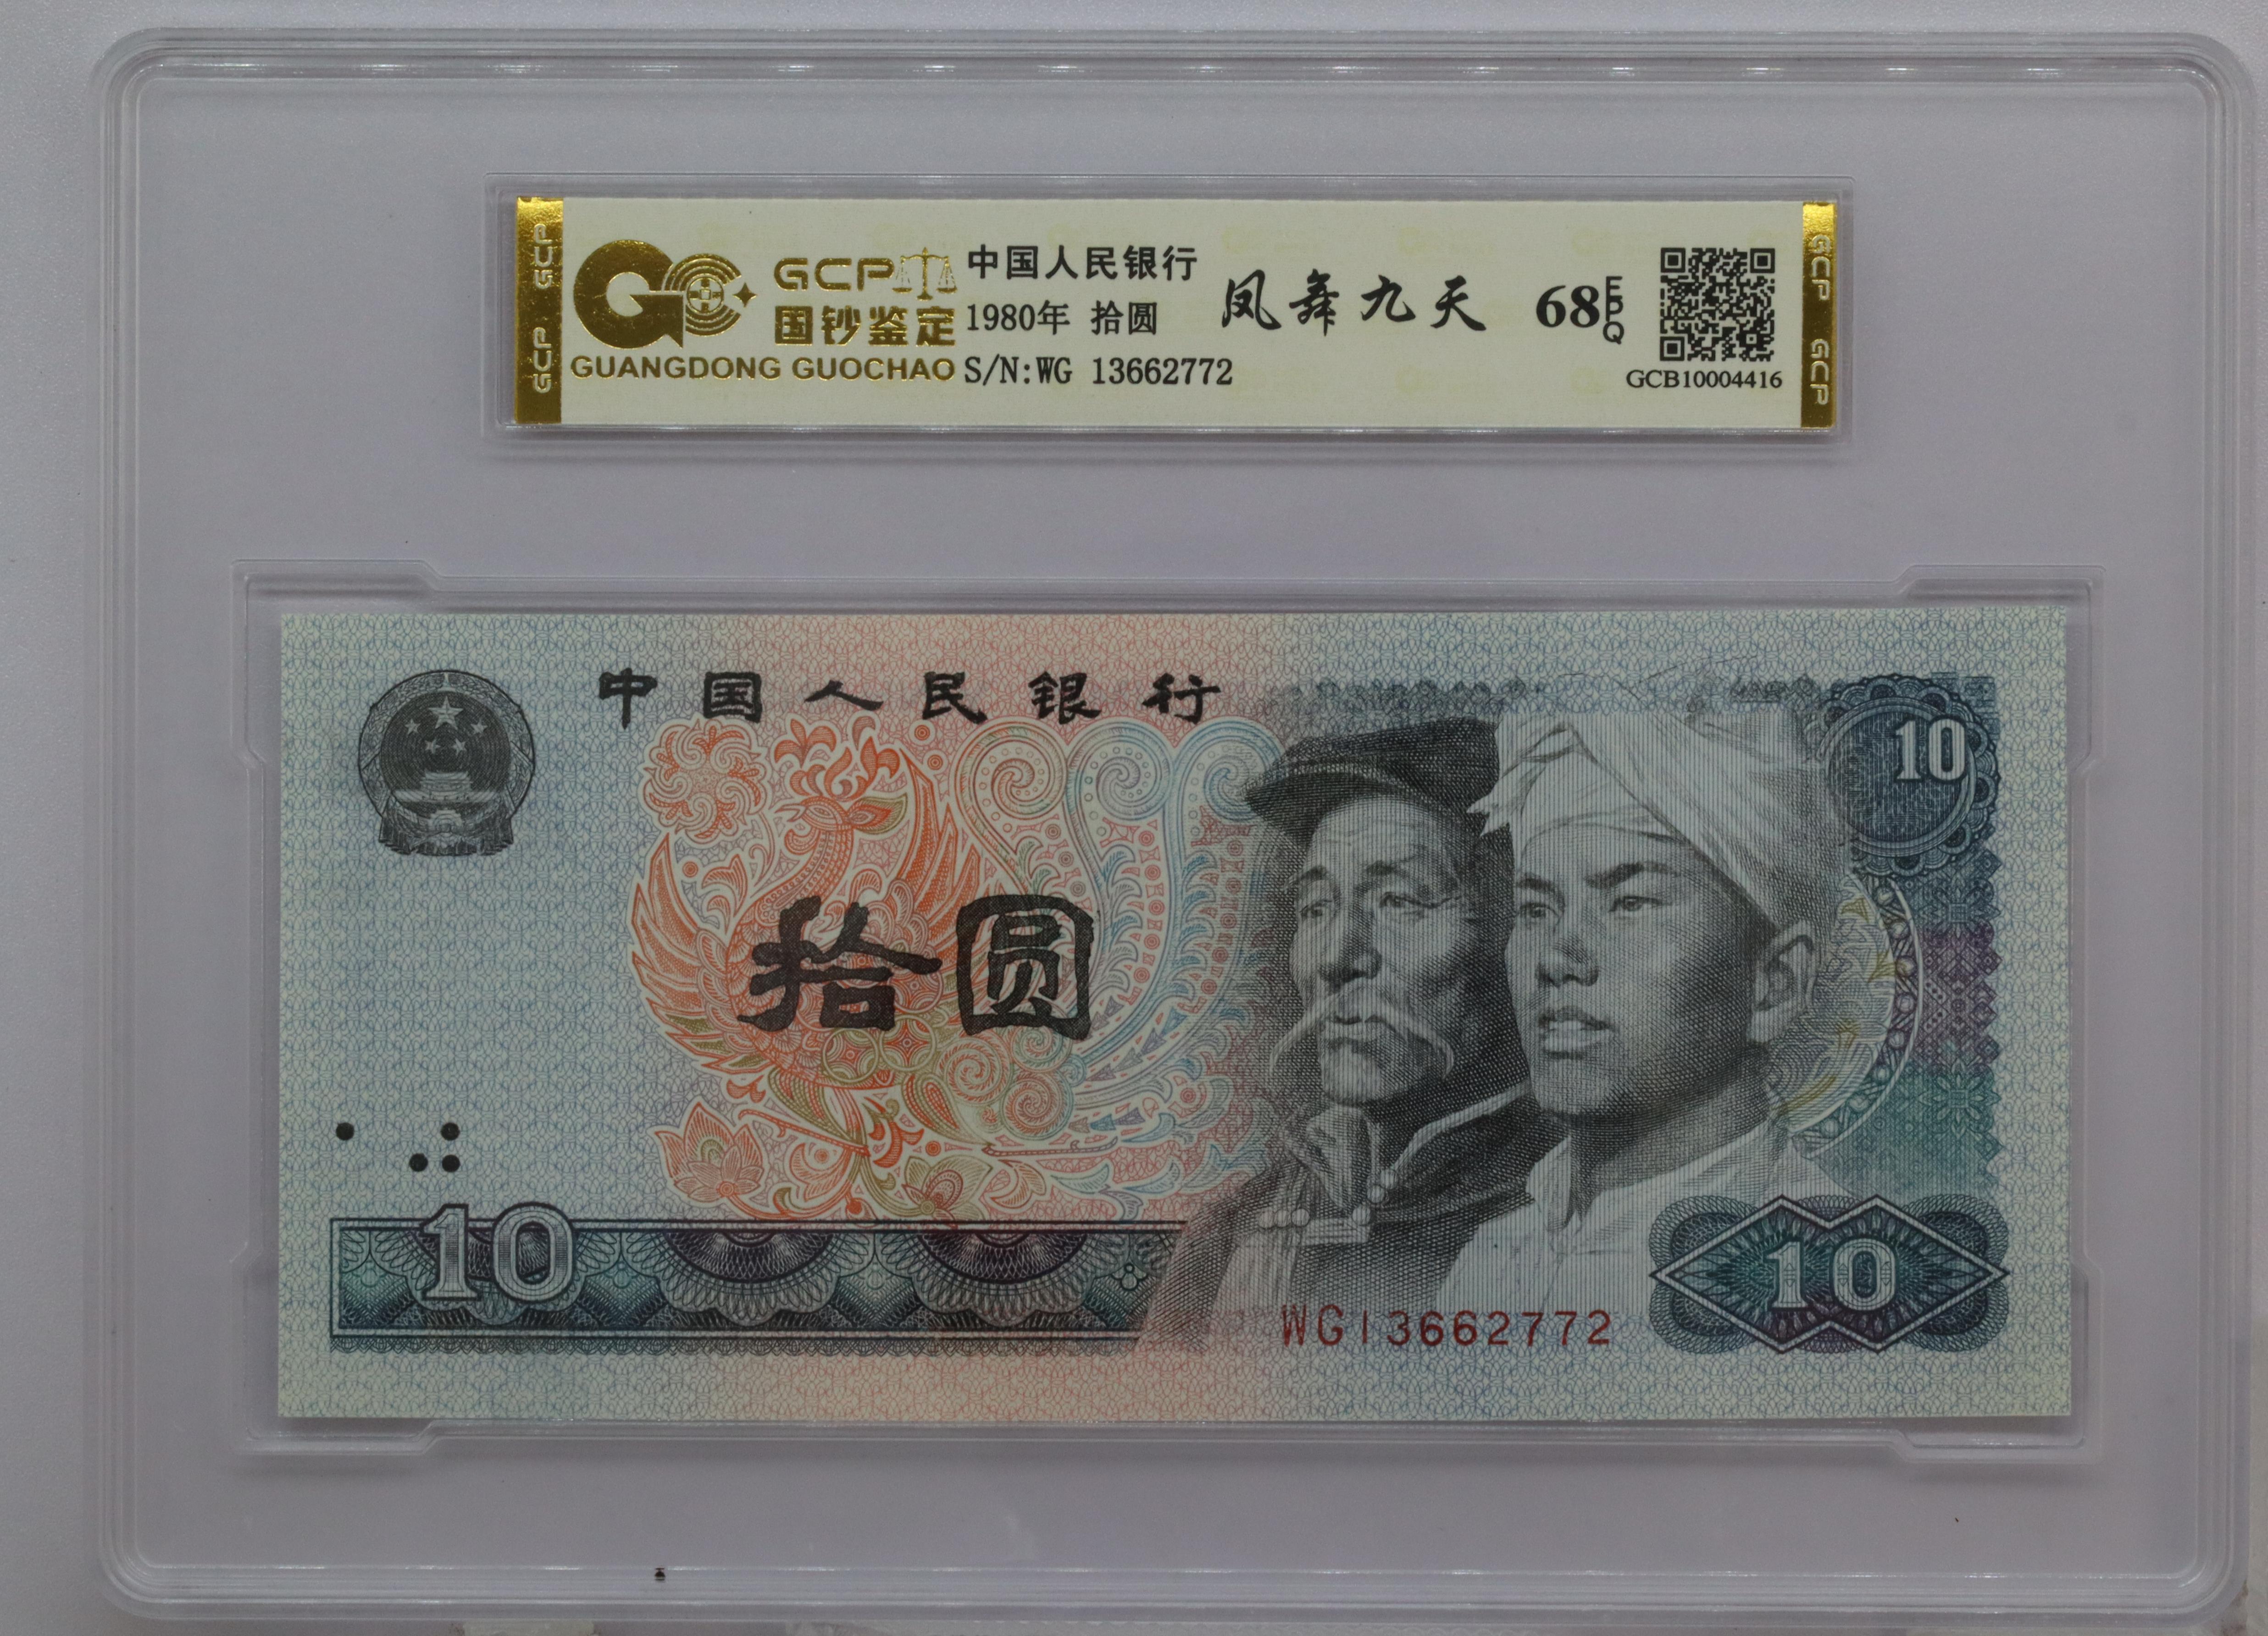 GCP GCP
GCP
国钞鉴定
GUANGDONG GUOCHAO
中国人民银行
1980年 拾圆
S/N:WG 13662772
凤舞九天
68 EPQ
GCB10004416
GCP GCP
中国人民银行
10
拾圆
10
10
WG13662772